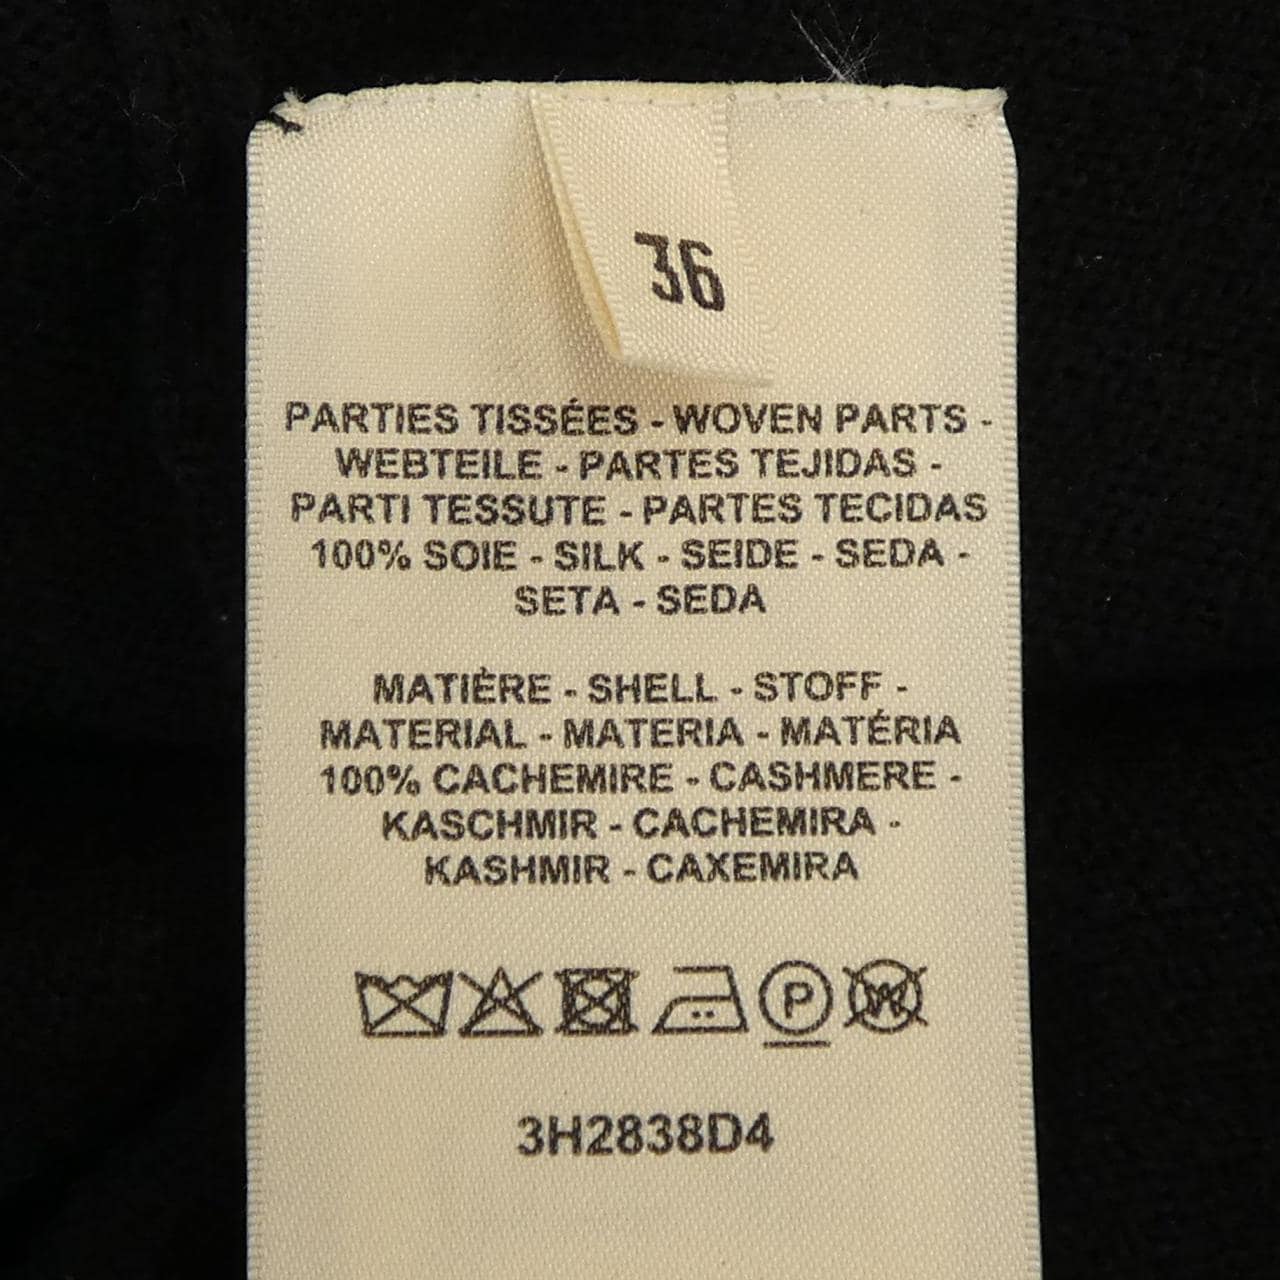 36
PARTIES TISSÉES - WOVEN PARTS -
WEBTEILE - PARTES TEJIDAS -
PARTI TESSUTE - PARTES TECIDAS
100% SOIE - SILK - SEIDE - SEDA -
SETA - SEDA
MATIÈRE - SHELL - STOFF -
MATERIAL - MATERIA - MATÉRIA
100% CACHEMIRE - CASHMERE -
KASCHMIR - CACHEMIRA -
KASHMIR - CAXEMIRA
P W
3H2838D4